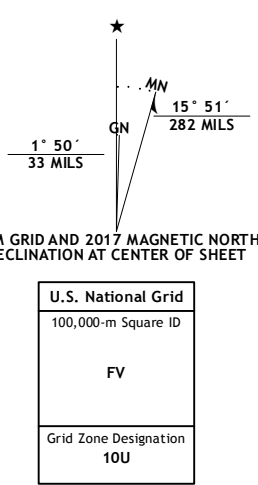 MN
15° 51´
282 MILS
GN
1° 50´
33 MILS
M GRID AND 2017 MAGNETIC NORTH
ECLINATION AT CENTER OF SHEET
U.S. National Grid
100,000-m Square ID
FV
Grid Zone Designation
10U